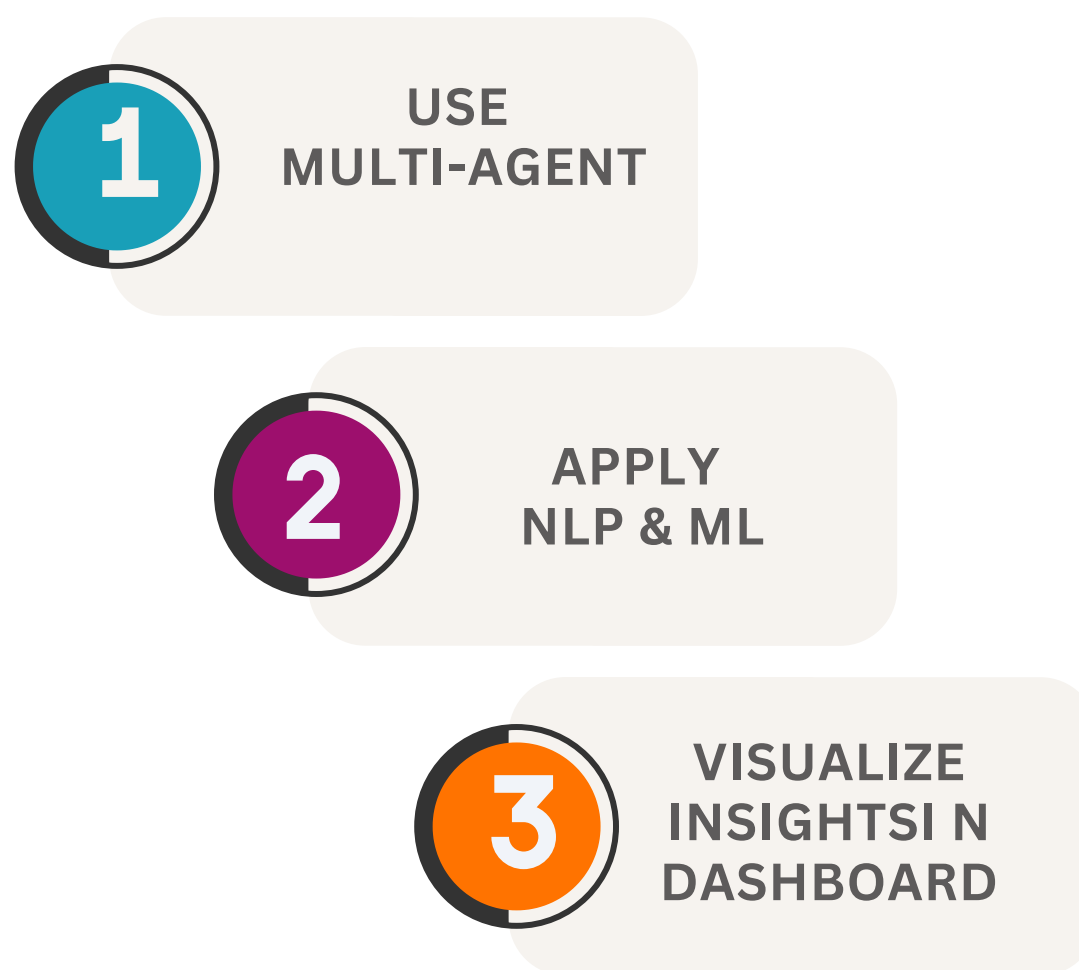 1
USE
MULTI-AGENT
2
APPLY
NLP & ML
3
VISUALIZE
INSIGHTSI N
DASHBOARD